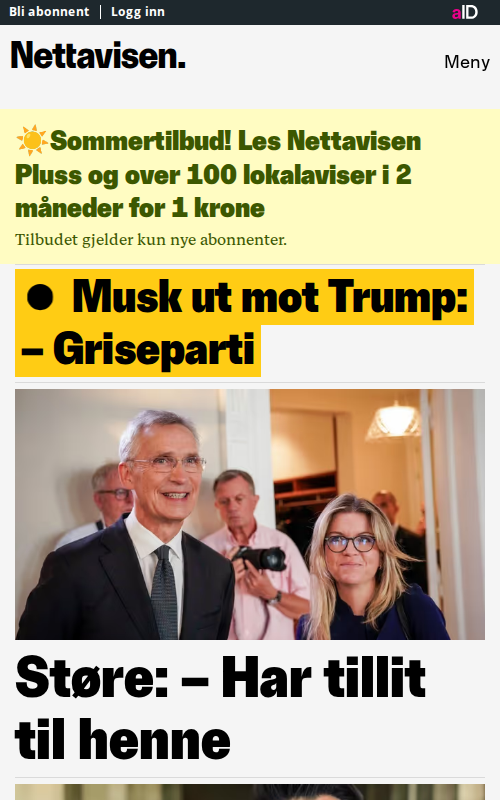 Bli abonnent | Logg inn
aID
Nettavisen.
Meny
☀️Sommertilbud! Les Nettavisen
Pluss og over 100 lokalaviser i 2
måneder for 1 krone
Tilbudet gjelder kun nye abonnenter.
● Musk ut mot Trump:
– Griseparti
Støre: – Har tillit
til henne